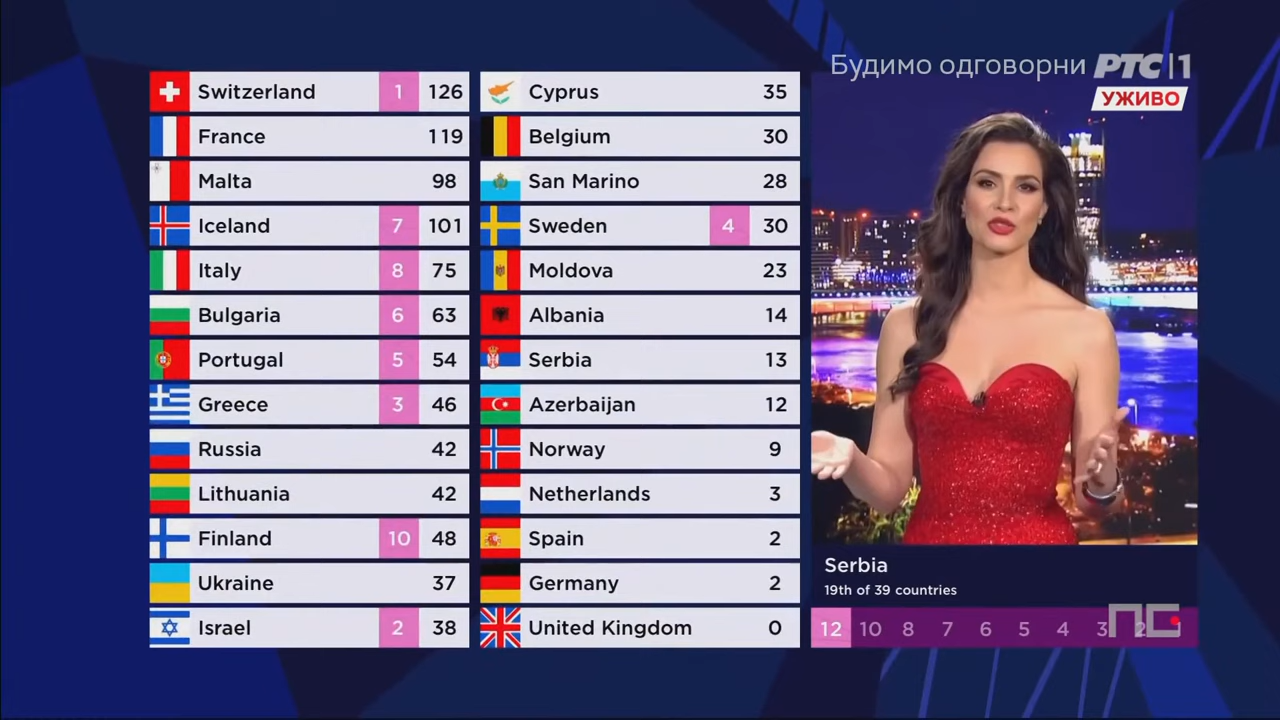 Будимо одговорни РТС|1
УЖИВО
Switzerland 1 126
France 119
Malta 98
Iceland 7 101
Italy 8 75
Bulgaria 6 63
Portugal 5 54
Greece 3 46
Russia 42
Lithuania 42
Finland 10 48
Ukraine 37
Israel 2 38
Cyprus 35
Belgium 30
San Marino 28
Sweden 4 30
Moldova 23
Albania 14
Serbia 13
Azerbaijan 12
Norway 9
Netherlands 3
Spain 2
Germany 2
United Kingdom 0
Serbia
19th of 39 countries
12 10 8 7 6 5 4 3 2 1
ПС